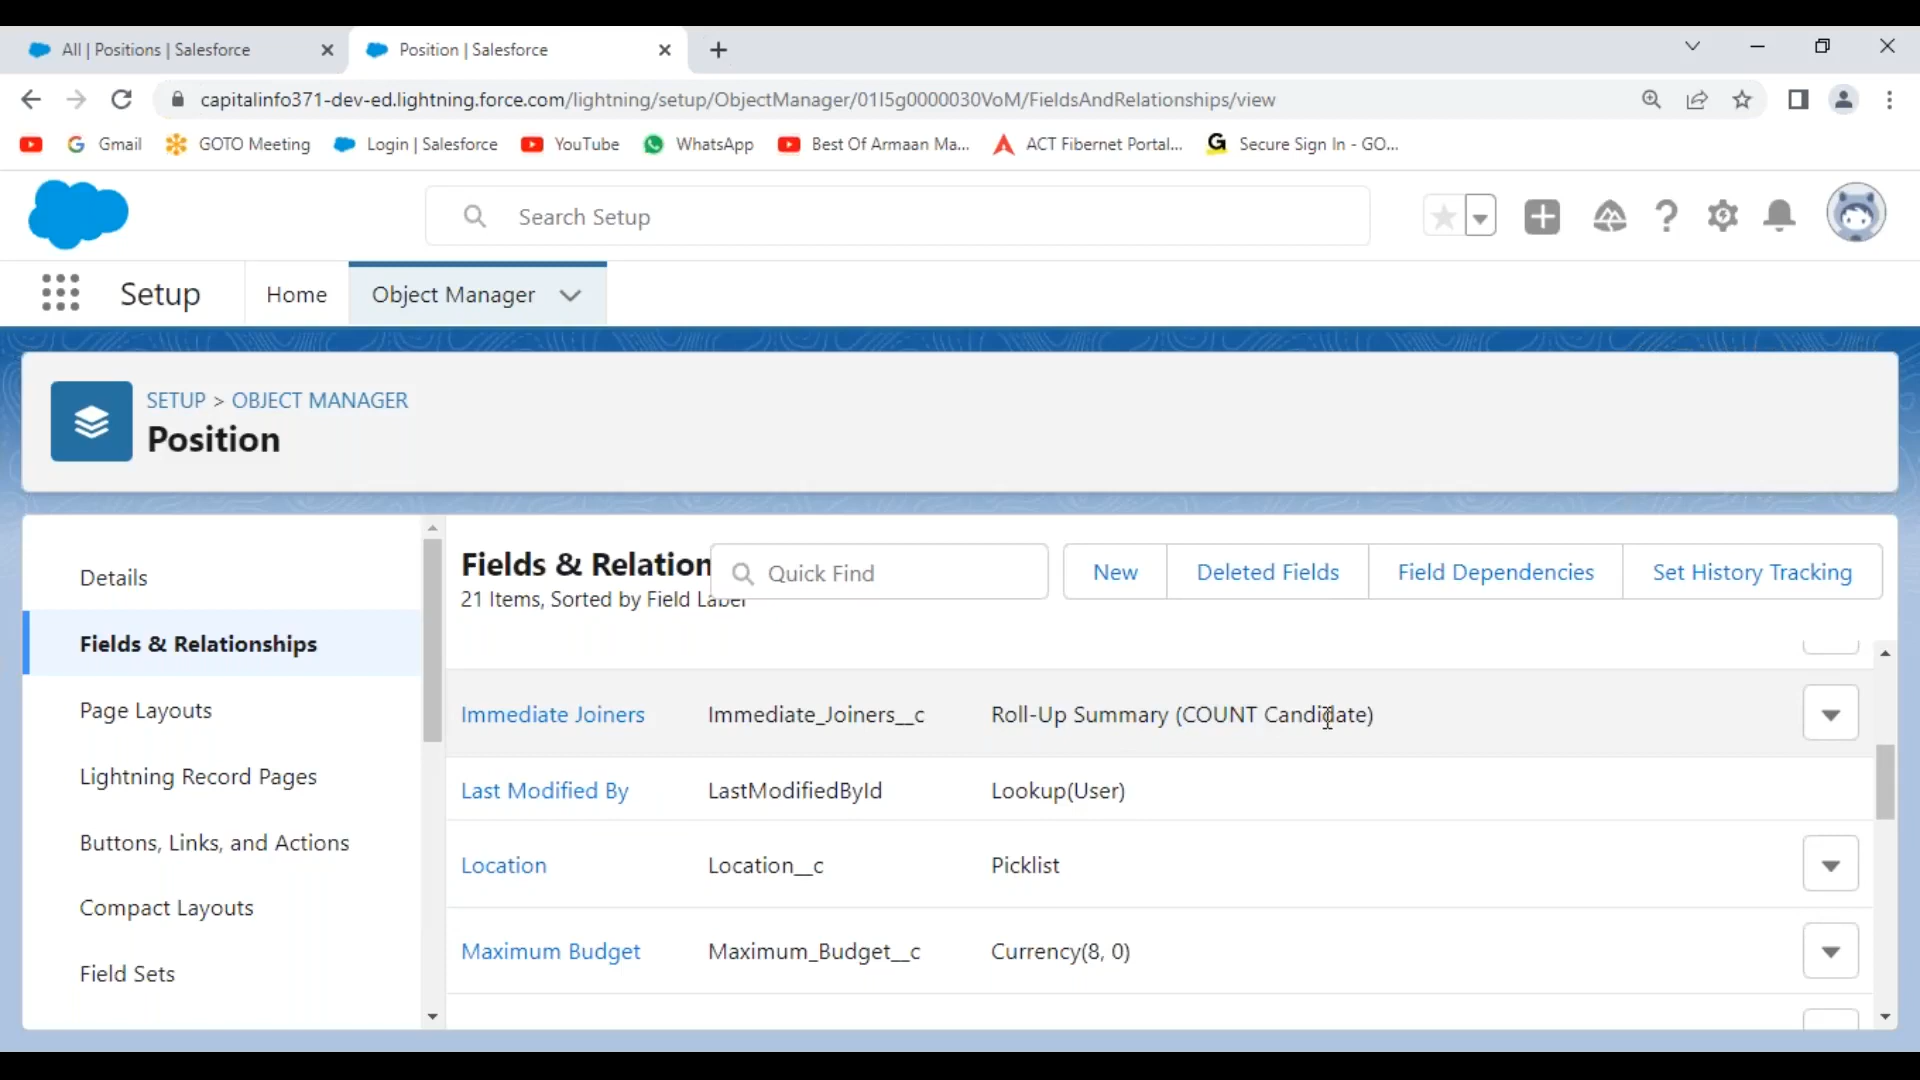 All | Positions | Salesforce
Position | Salesforce
capitalinfo371-dev-ed.lightning.force.com/lightning/setup/ObjectManager/01I5g0000030VoM/FieldsAndRelationships/view
Gmail
GOTO Meeting
Login | Salesforce
YouTube
WhatsApp
Best Of Armaan Ma...
ACT Fibernet Portal...
Secure Sign In - GO...
Search Setup
Setup
Home
Object Manager
SETUP > OBJECT MANAGER
Position
Details
Fields & Relationships
Page Layouts
Lightning Record Pages
Buttons, Links, and Actions
Compact Layouts
Field Sets
Fields & Relation
21 Items, Sorted by Field Label
Quick Find
New
Deleted Fields
Field Dependencies
Set History Tracking
Immediate Joiners Immediate_Joiners__c Roll-Up Summary (COUNT Candidate)
Last Modified By LastModifiedById Lookup(User)
Location Location__c Picklist
Maximum Budget Maximum_Budget__c Currency(8, 0)